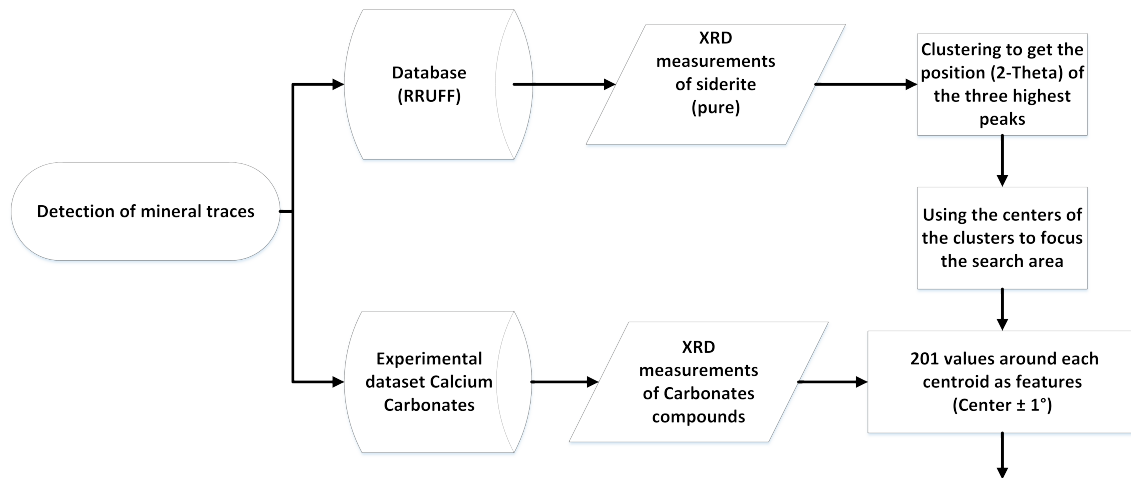 Detection of mineral traces
Database
(RRUFF)
XRD
measurements
of siderite
(pure)
Clustering to get the
position (2-Theta) of
the three highest
peaks
Using the centers of
the clusters to focus
the search area
Experimental
dataset Calcium
Carbonates
XRD
measurements
of Carbonates
compounds
201 values around each
centroid as features
(Center ± 1°)